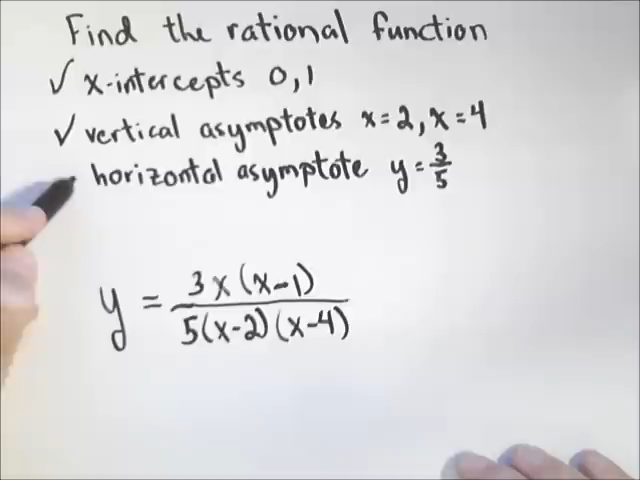 Find the rational function
✓ x-intercepts 0, 1
✓ vertical asymptotes x = 2, x = 4
horizontal asymptote y = 3/5
y = 3x(x-1) / 5(x-2)(x-4)